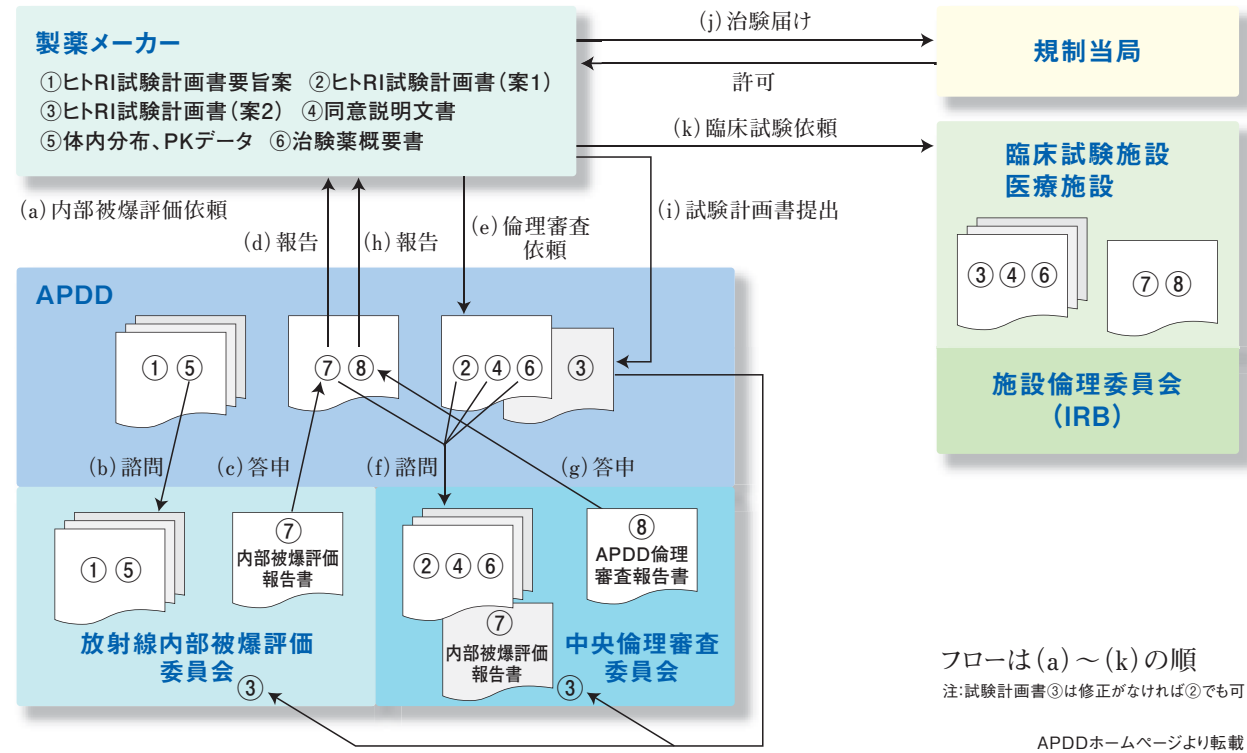 製薬メーカー
①ヒトRI試験計画書要旨案 ②ヒトRI試験計画書(案1)
③ヒトRI試験計画書(案2) ④同意説明文書
⑤体内分布、PKデータ ⑥治験薬概要書
(j)治験届け
許可
規制当局
(k)臨床試験依頼
臨床試験施設
医療施設
③④⑥
⑦⑧
施設倫理委員会
(IRB)
(a)内部被爆評価依頼
(d)報告
(h)報告
(e)倫理審査
依頼
(i)試験計画書提出
APDD
①⑤
⑦⑧
②④⑥
③
(b)諮問
(c)答申
(f)諮問
(g)答申
①⑤
⑦
内部被爆評価
報告書
放射線内部被爆評価
委員会
③
②④⑥
⑦
内部被爆評価
報告書
⑧
APDD倫理
審査報告書
中央倫理審査
委員会
③
フローは(a)~(k)の順
注:試験計画書③は修正がなければ②でも可
APDDホームページより転載